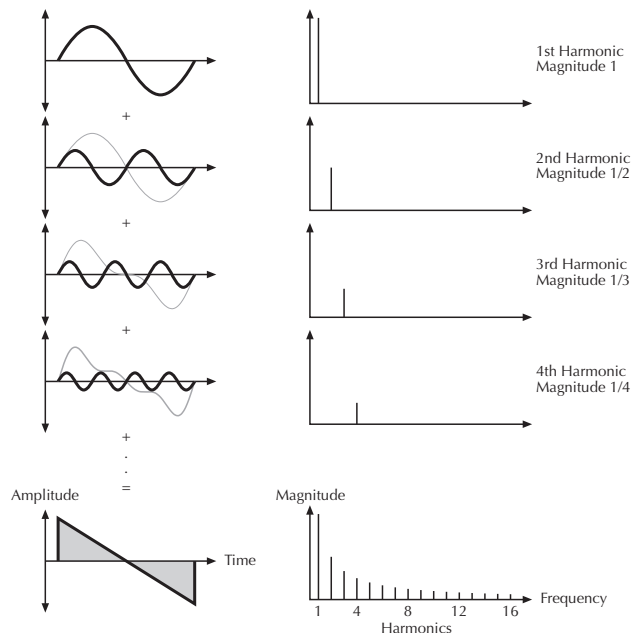 1st Harmonic
Magnitude 1
+
2nd Harmonic
Magnitude 1/2
+
3rd Harmonic
Magnitude 1/3
+
4th Harmonic
Magnitude 1/4
+
.
.
=
Amplitude
Magnitude
Time
Frequency
1 4 8 12 16
Harmonics